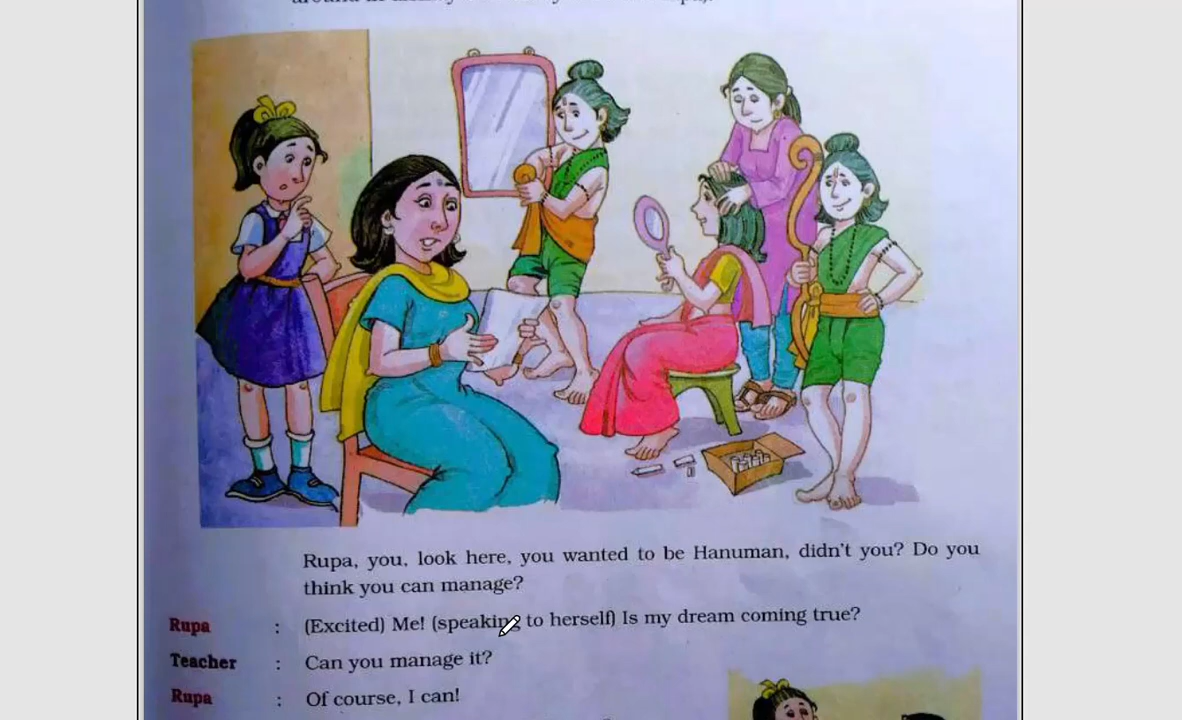 Rupa, you, look here, you wanted to be Hanuman, didn't you? Do you
think you can manage?
Rupa : (Excited) Me! (speaking to herself) Is my dream coming true?
Teacher : Can you manage it?
Rupa : Of course, I can!